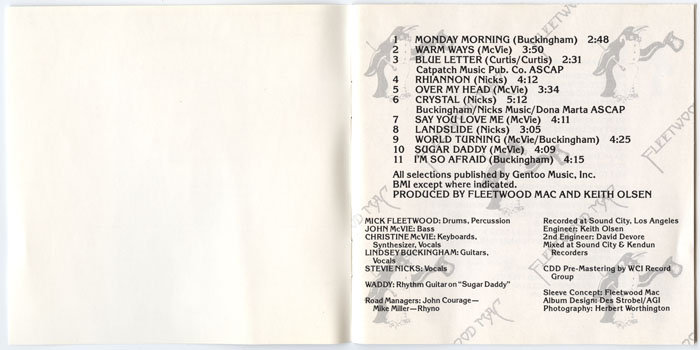 1 MONDAY MORNING (Buckingham) 2:48
2 WARM WAYS (McVie) 3:50
3 BLUE LETTER (Curtis/Curtis) 2:31
Catpatch Music Pub. Co. ASCAP
4 RHIANNON (Nicks) 4:12
5 OVER MY HEAD (McVie) 3:34
6 CRYSTAL (Nicks) 5:12
Buckingham/Nicks Music/Dona Marta ASCAP
7 SAY YOU LOVE ME (McVie) 4:11
8 LANDSLIDE (Nicks) 3:05
9 WORLD TURNING (McVie/Buckingham) 4:25
10 SUGAR DADDY (McVie) 4:09
11 I'M SO AFRAID (Buckingham) 4:15
All selections published by Gentoo Music, Inc.
BMI except where indicated.
PRODUCED BY FLEETWOOD MAC AND KEITH OLSEN
MICK FLEETWOOD: Drums, Percussion
JOHN McVIE: Bass
CHRISTINE McVIE: Keyboards,
Synthesizer, Vocals
LINDSEY BUCKINGHAM: Guitars,
Vocals
STEVIE NICKS: Vocals
WADDY: Rhythm Guitar on "Sugar Daddy"
Road Managers: John Courage—
Mike Miller—Rhyno
Recorded at Sound City, Los Angeles
Engineer: Keith Olsen
2nd Engineer: David Devore
Mixed at Sound City & Kendun
Recorders
CDD Pre-Mastering by WCI Record
Group
Sleeve Concept: Fleetwood Mac
Album Design: Des Strobel/AGI
Photography: Herbert Worthington
FLEETWOOD
FLEETWOOD
OD MAC
OOD MAC